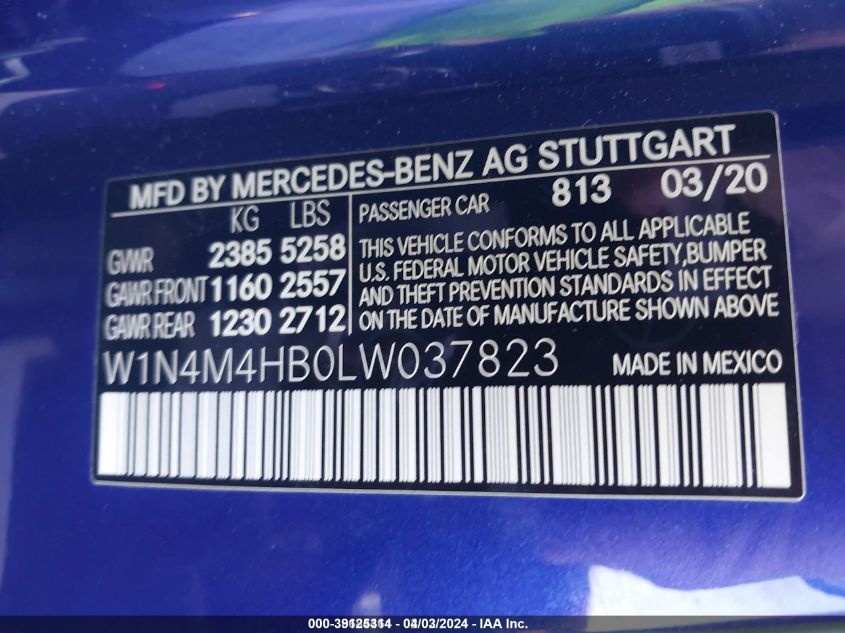 MFD BY MERCEDES-BENZ AG STUTTGART
KG LBS
GVWR 2385 5258
GAWR FRONT 1160 2557
GAWR REAR 1230 2712
PASSENGER CAR 813 03/20
THIS VEHICLE CONFORMS TO ALL APPLICABLE
U.S. FEDERAL MOTOR VEHICLE SAFETY,BUMPER
AND THEFT PREVENTION STANDARDS IN EFFECT
ON THE DATE OF MANUFACTURE SHOWN ABOVE
W1N4M4HB0LW037823 MADE IN MEXICO
04/03/2024 - IAA Inc.